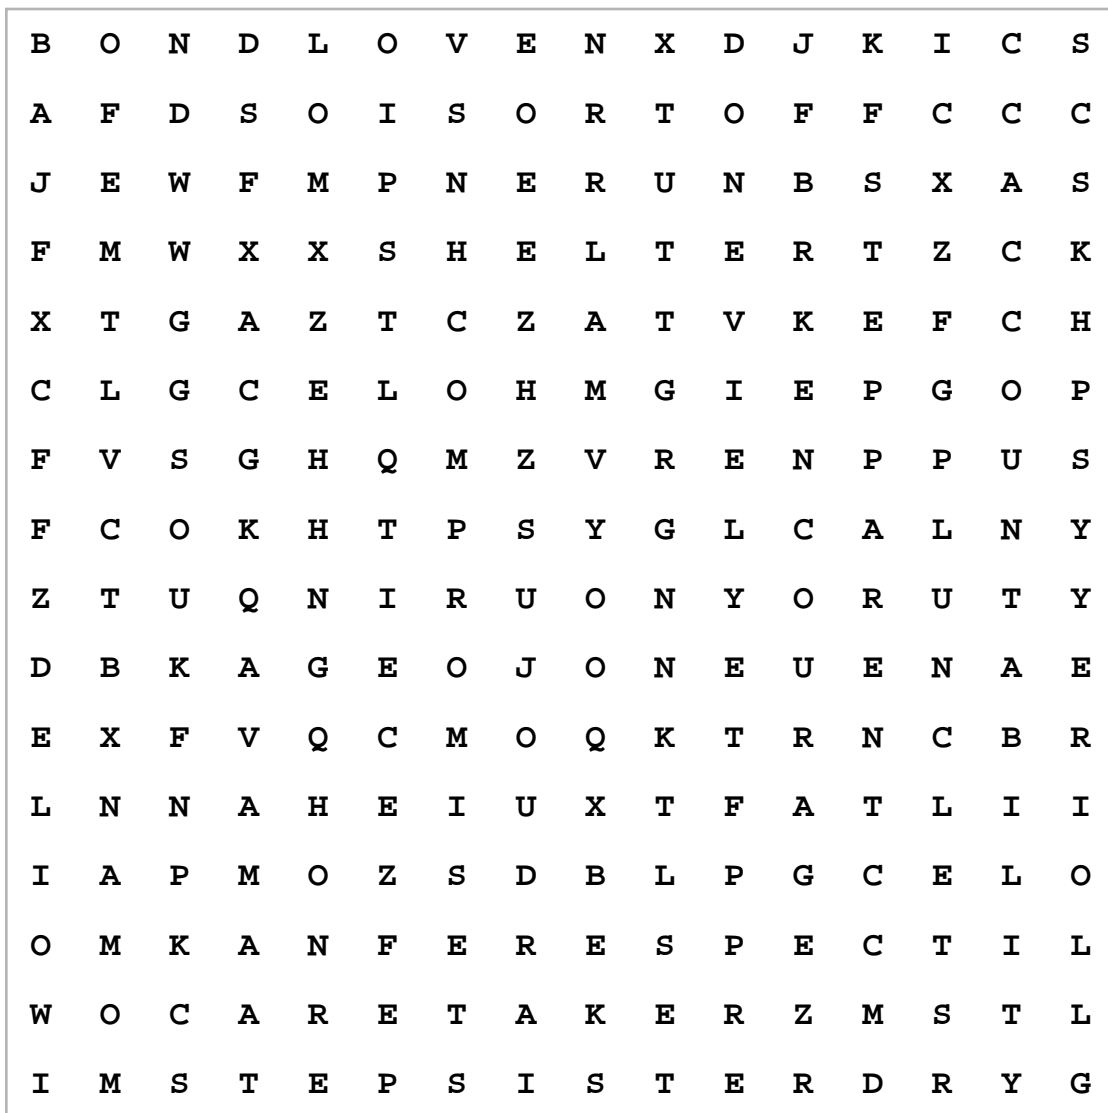 B O N D L O V E N X D J K I C S
A F D S O I S O R T O F F C C C
J E W F M P N E R U N B S X A S
F M W X X S H E L T E R T Z C K
X T G A Z T C Z A T V K E F C H
C L G C E L O H M G I E P G O P
F V S G H Q M Z V R E N P P U S
F C O K H T P S Y G L C A L N Y
Z T U Q N I R U O N Y O R U T Y
D B K A G E O J O N E U E N A E
E X F V Q C M O Q K T R N C B R
L N N A H E I U X T F A T L I I
I A P M O Z S D B L P G C E L O
O M K A N F E R E S P E C T I L
W O C A R E T A K E R Z M S T L
I M S T E P S I S T E R D R Y G